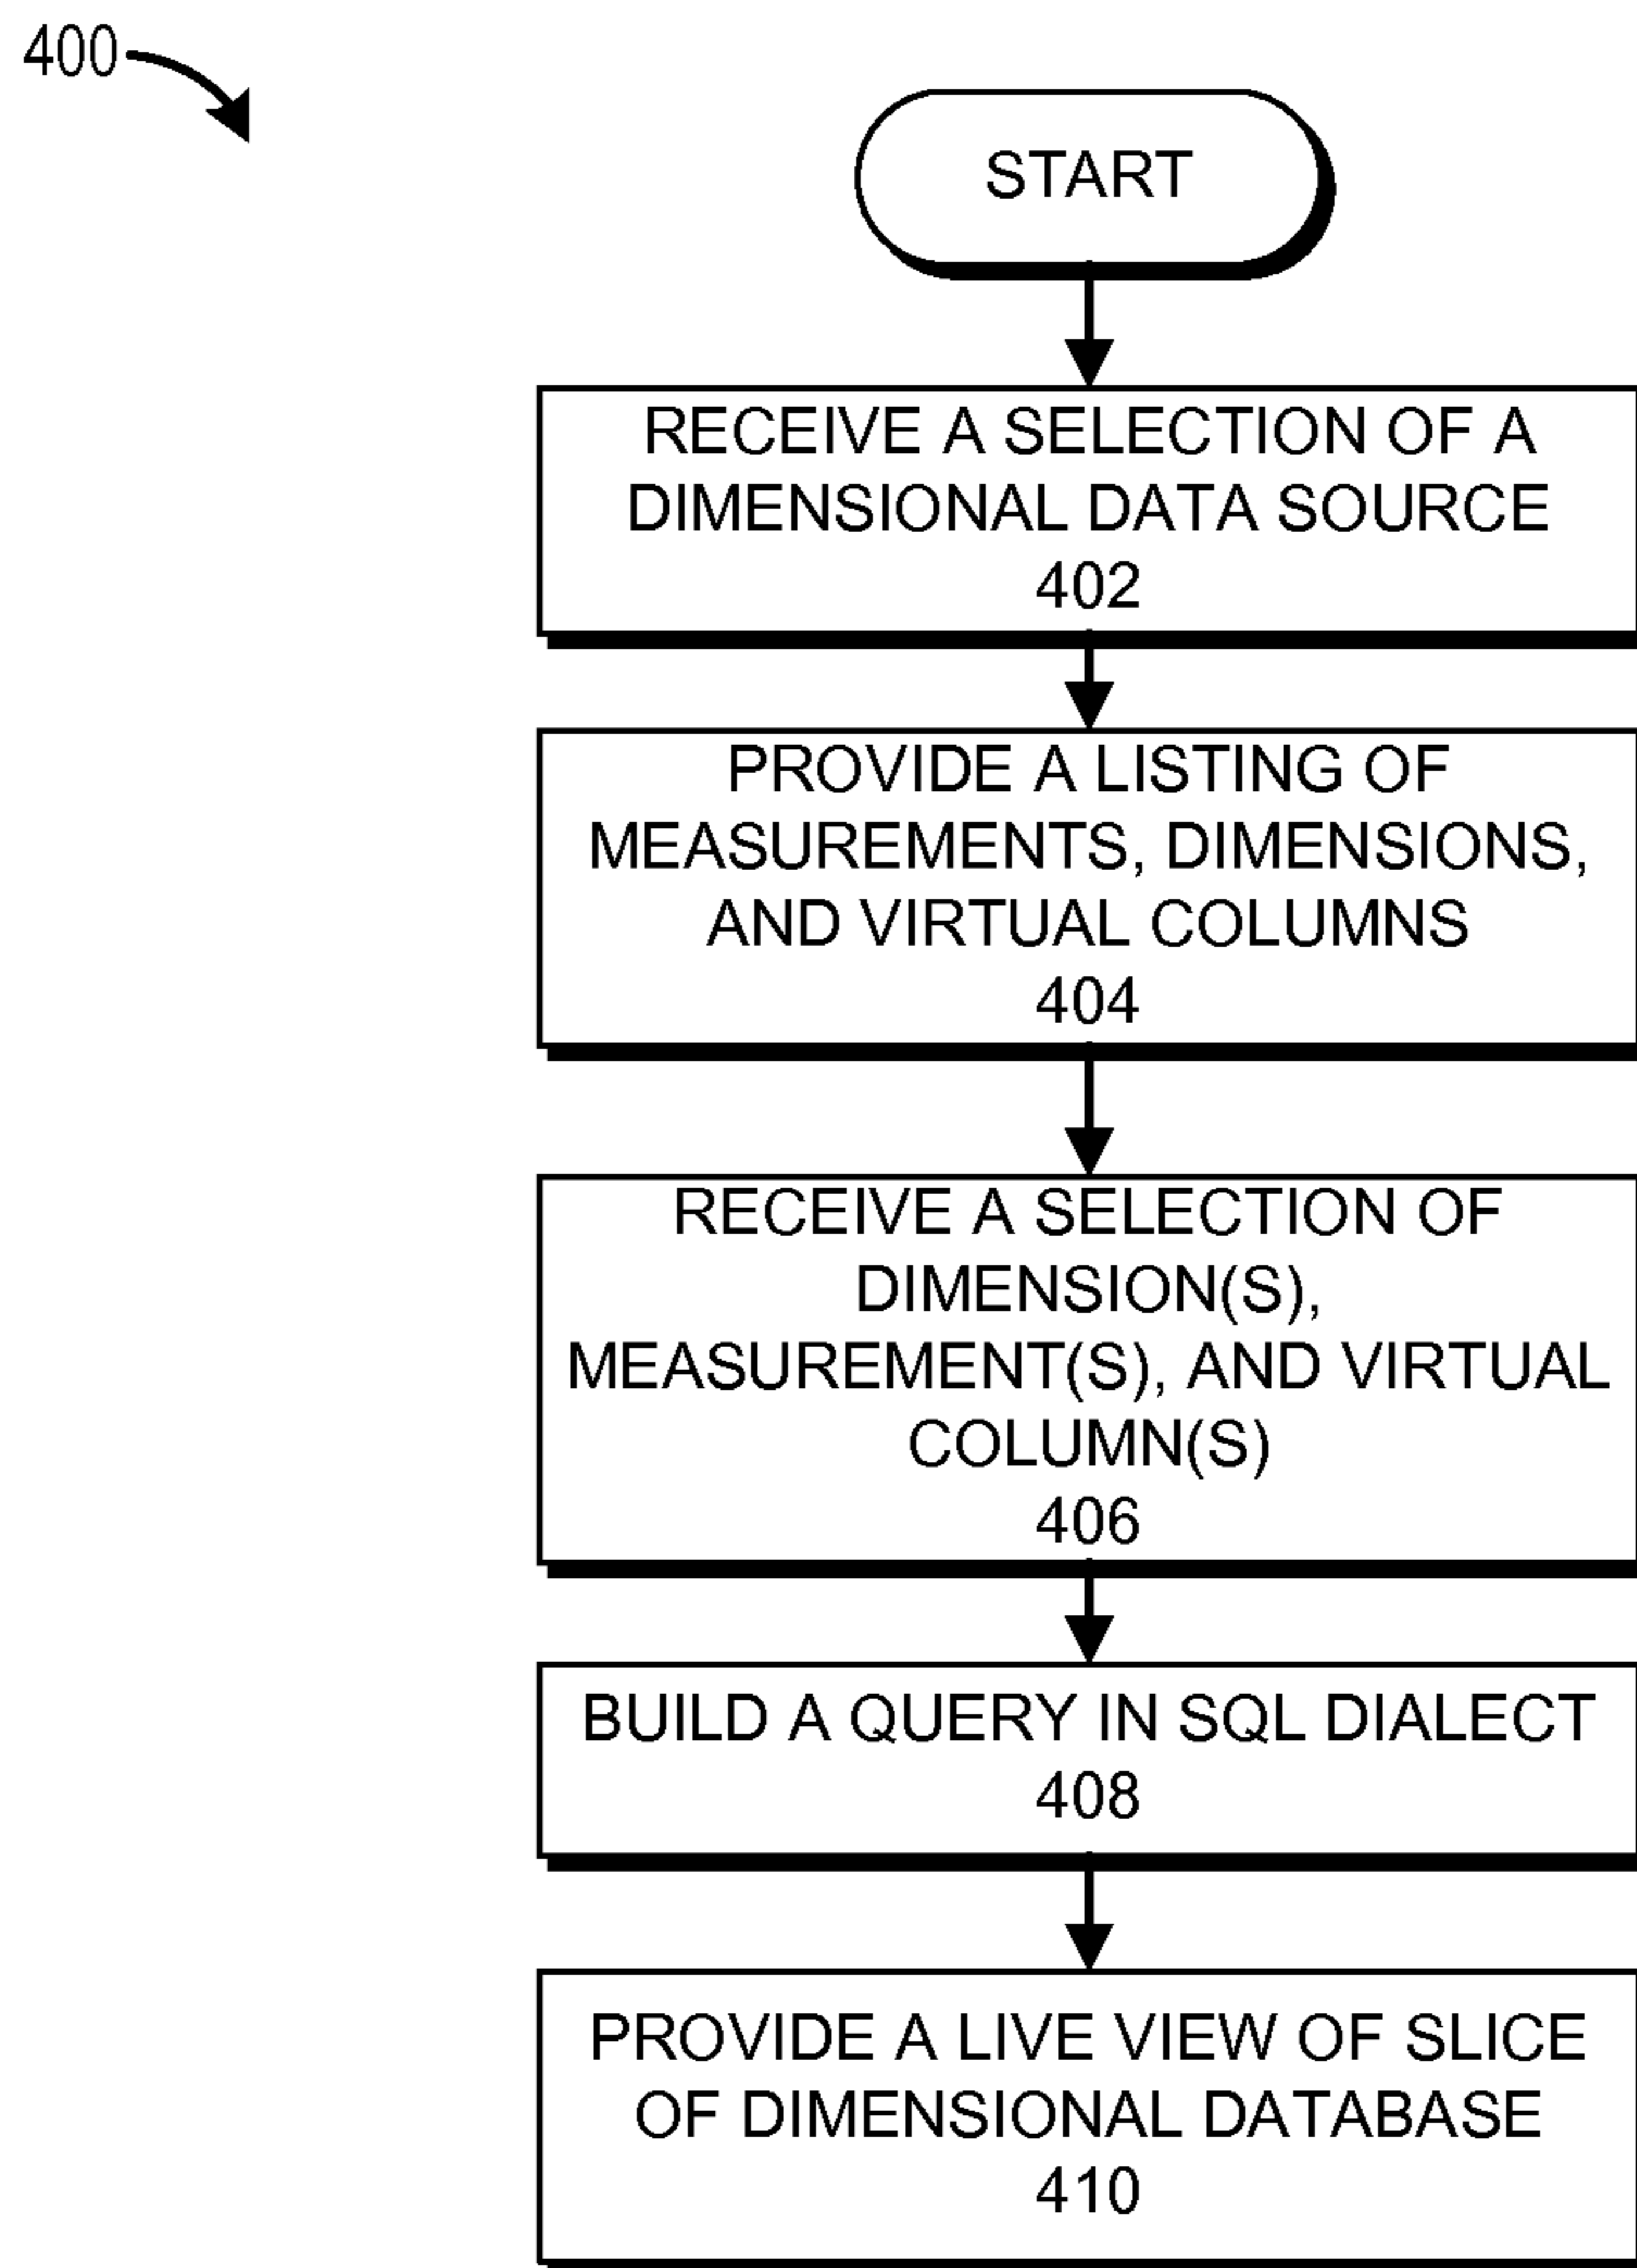 400
START
RECEIVE A SELECTION OF A
DIMENSIONAL DATA SOURCE
402
PROVIDE A LISTING OF
MEASUREMENTS, DIMENSIONS,
AND VIRTUAL COLUMNS
404
RECEIVE A SELECTION OF
DIMENSION(S),
MEASUREMENT(S), AND VIRTUAL
COLUMN(S)
406
BUILD A QUERY IN SQL DIALECT
408
PROVIDE A LIVE VIEW OF SLICE
OF DIMENSIONAL DATABASE
410